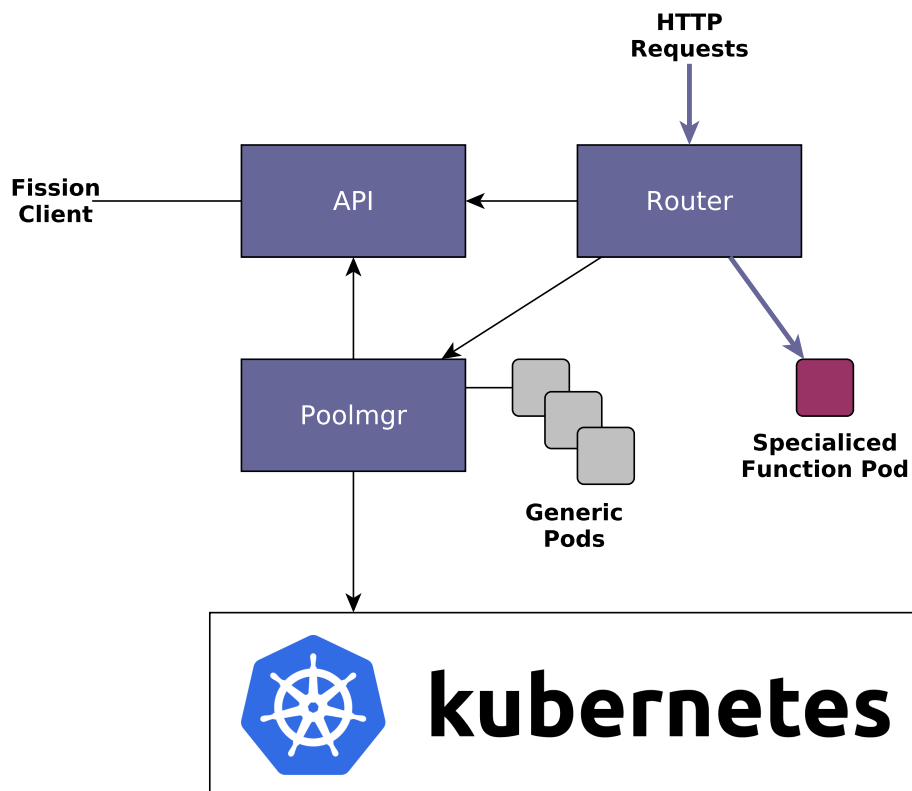 HTTP
Requests
API
Router
Fission
Client
Poolmgr
Specialiced
Function Pod
Generic
Pods
kubernetes